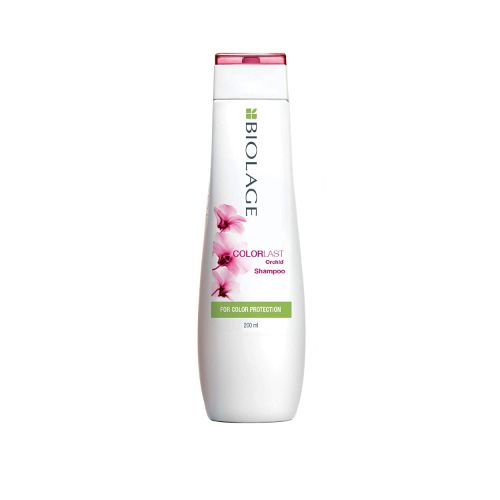 BIOLAGE
COLORLAST
Orchid
Shampoo
FOR COLOR PROTECTION
200 ml